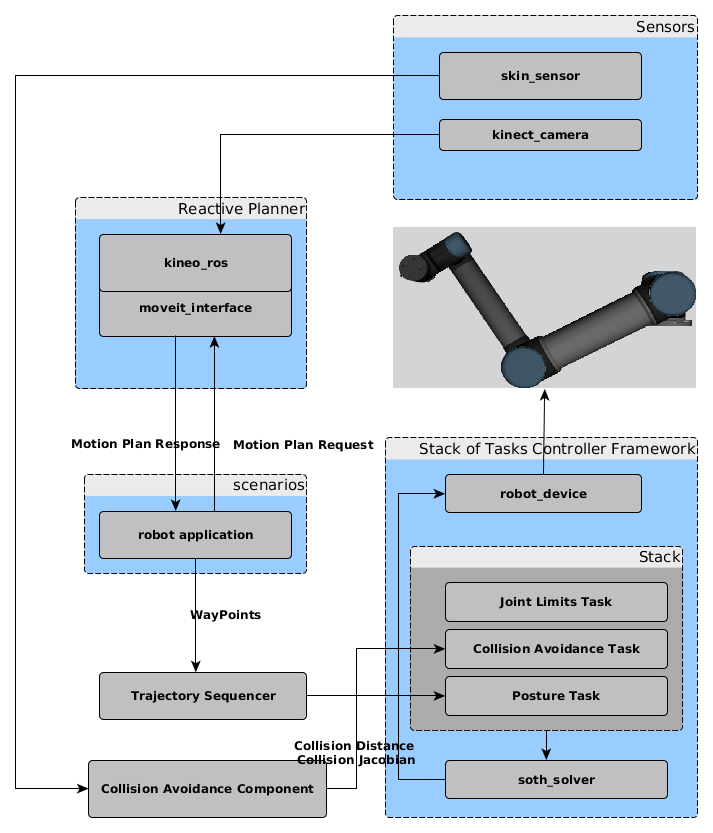 Sensors
skin_sensor
kinect_camera
Reactive Planner
kineo_ros
moveit_interface
Motion Plan Response
Motion Plan Request
scenarios
robot application
WayPoints
Trajectory Sequencer
Collision Avoidance Component
Collision Distance
Collision Jacobian
Stack of Tasks Controller Framework
robot_device
Stack
Joint Limits Task
Collision Avoidance Task
Posture Task
soth_solver